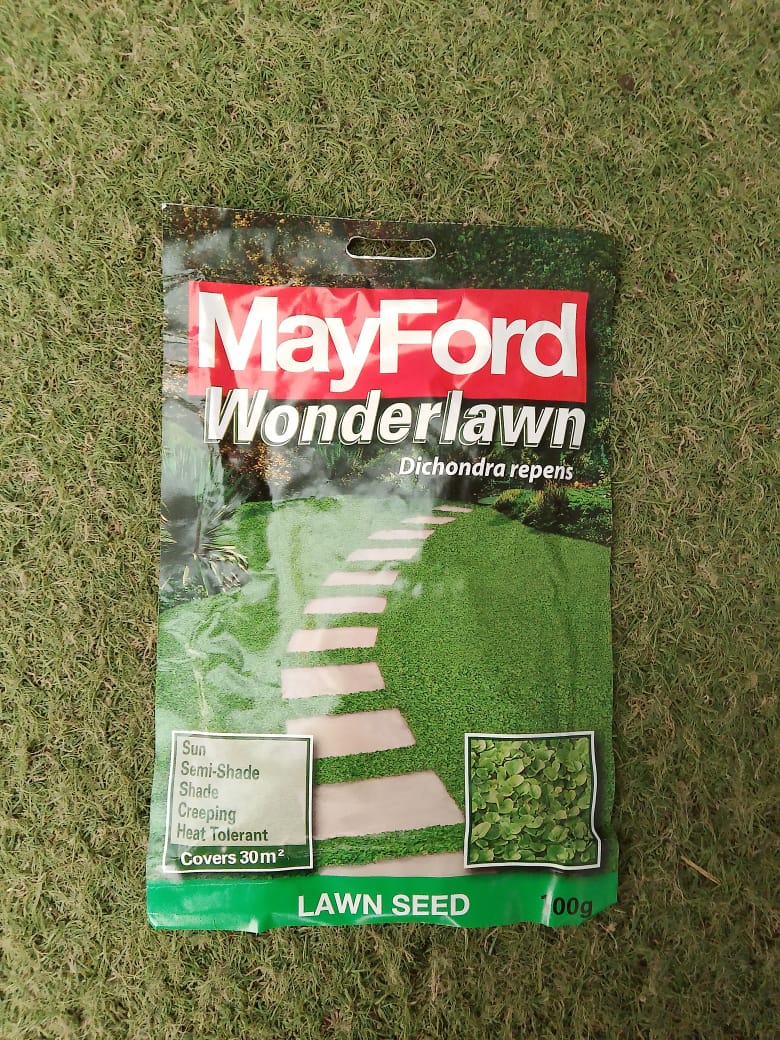 MayFord
Wonderlawn
Dichondra repens
Sun
Semi-Shade
Shade
Creeping
Heat Tolerant
Covers 30m²
LAWN SEED
100g